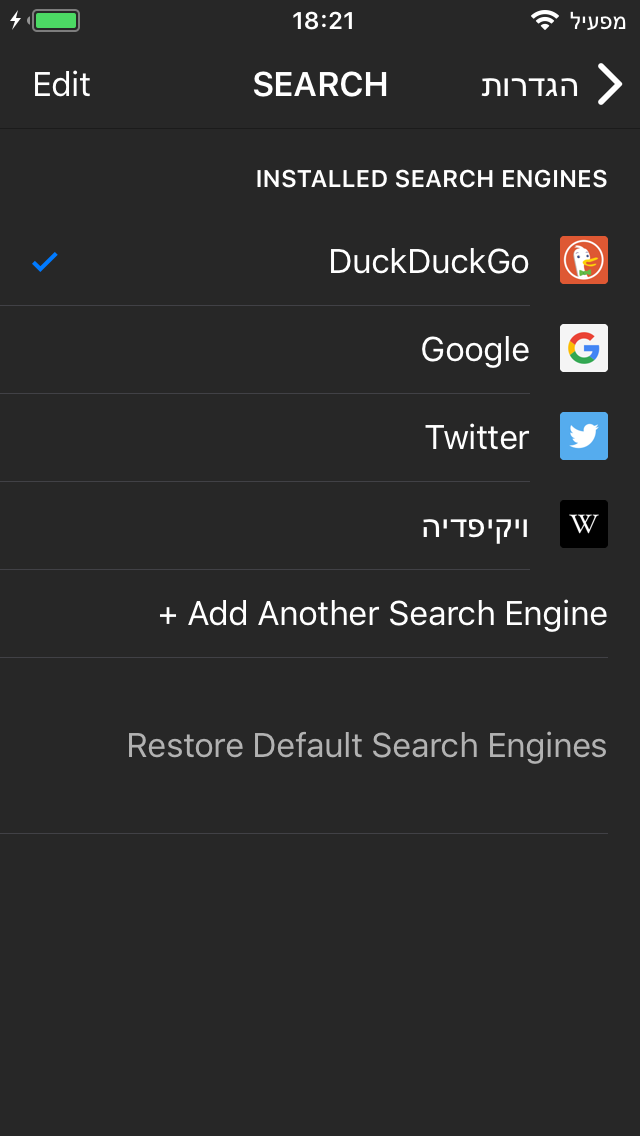 מפעיל 18:21
הגדרות SEARCH Edit
INSTALLED SEARCH ENGINES
DuckDuckGo
Google
Twitter
W ויקיפדיה
+ Add Another Search Engine
Restore Default Search Engines